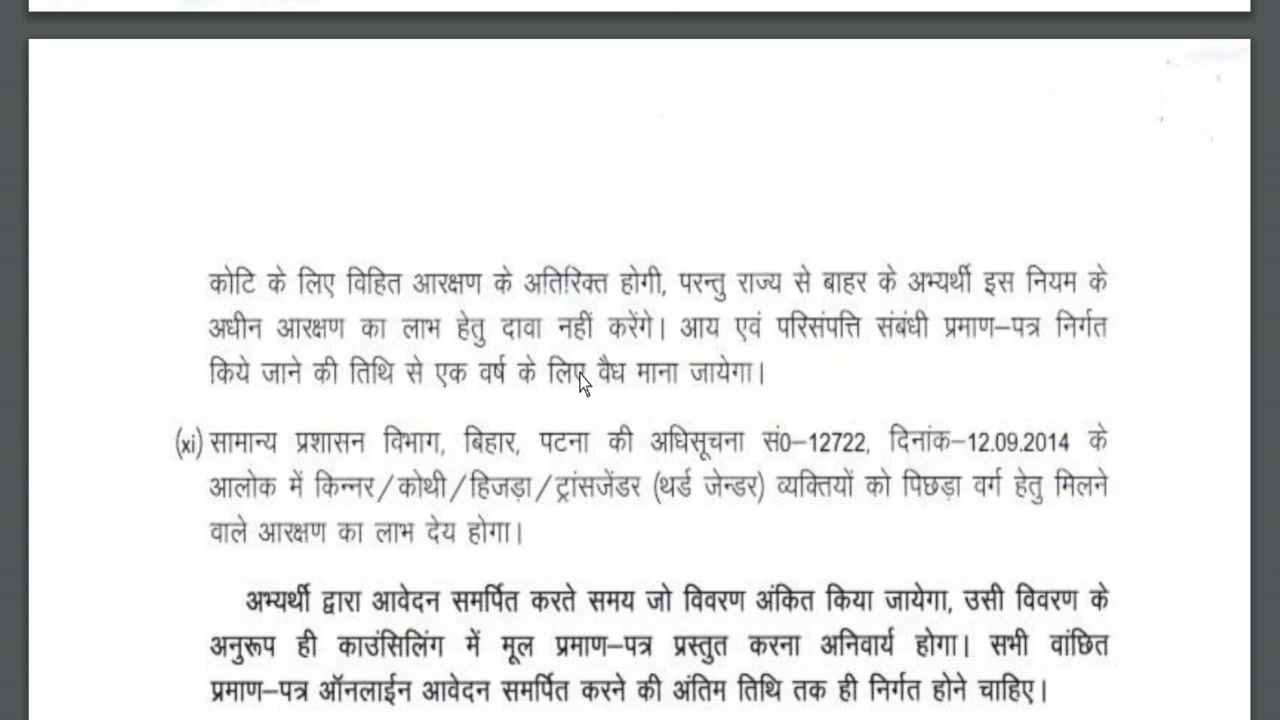 कोटि के लिए विहित आरक्षण के अतिरिक्त होगी, परन्तु राज्य से बाहर के अभ्यर्थी इस नियम के
अधीन आरक्षण का लाभ हेतु दावा नहीं करेंगे। आय एवं परिसंपत्ति संबंधी प्रमाण–पत्र निर्गत
किये जाने की तिथि से एक वर्ष के लिए वैध माना जायेगा।
(xi) सामान्य प्रशासन विभाग, बिहार, पटना की अधिसूचना सं0–12722, दिनांक–12.09.2014 के
आलोक में किन्नर/कोथी/हिजड़ा/ट्रांसजेंडर (थर्ड जेन्डर) व्यक्तियों को पिछड़ा वर्ग हेतु मिलने
वाले आरक्षण का लाभ देय होगा।
अभ्यर्थी द्वारा आवेदन समर्पित करते समय जो विवरण अंकित किया जायेगा, उसी विवरण के
अनुरूप ही काउंसिलिंग में मूल प्रमाण–पत्र प्रस्तुत करना अनिवार्य होगा। सभी वांछित
प्रमाण–पत्र ऑनलाईन आवेदन समर्पित करने की अंतिम तिथि तक ही निर्गत होने चाहिए।